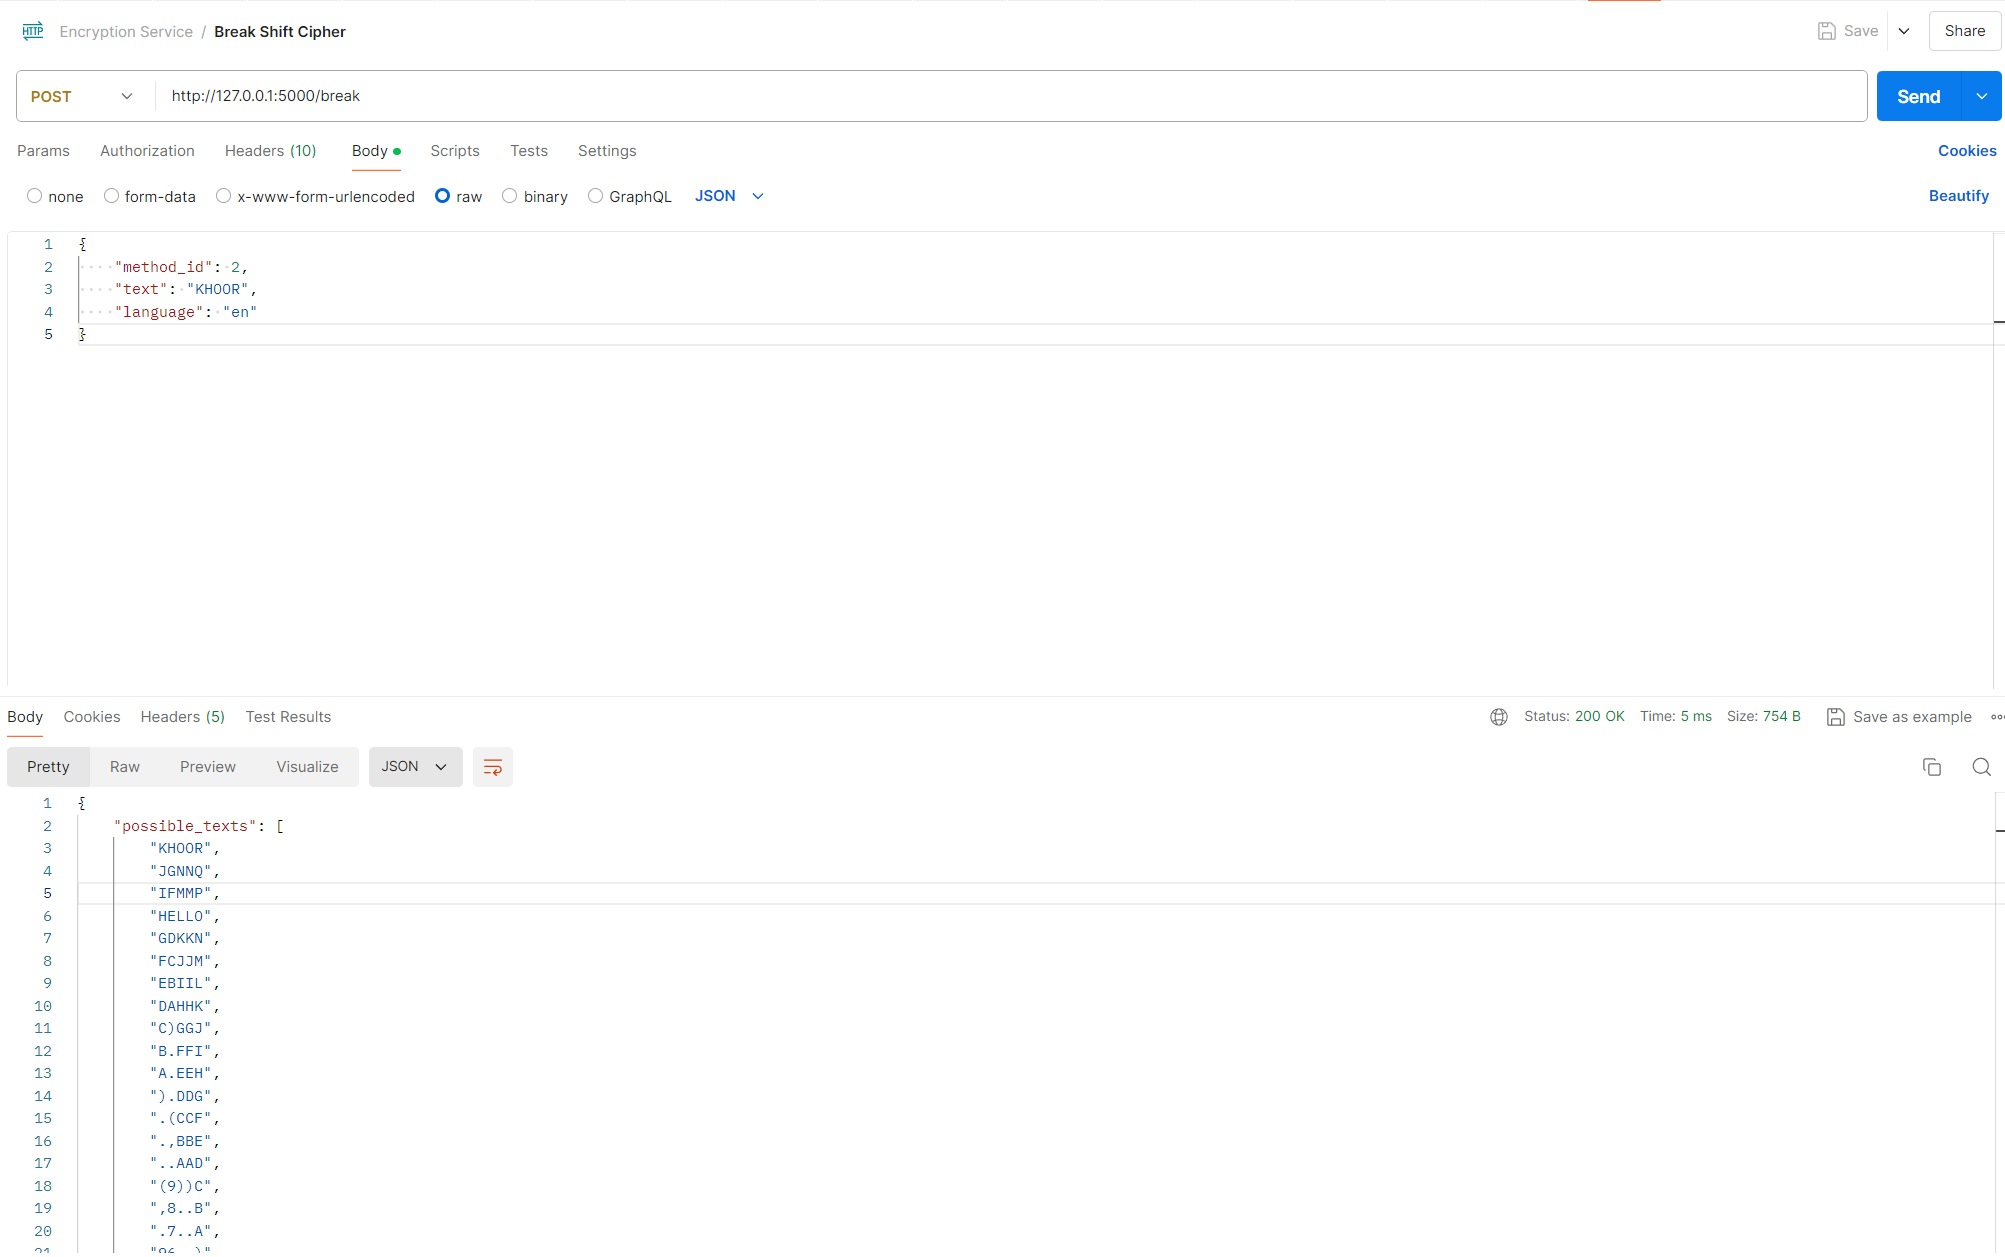 HTTP Encryption Service / Break Shift Cipher Save Share
POST http://127.0.0.1:5000/break Send
Params Authorization Headers (10) Body Scripts Tests Settings Cookies
none form-data x-www-form-urlencoded raw binary GraphQL JSON Beautify
1 {
2 ····"method_id":·2,
3 ····"text":·"KHOOR",
4 ····"language":·"en"
5 }
Body Cookies Headers (5) Test Results Status: 200 OK Time: 5 ms Size: 754 B Save as example
Pretty Raw Preview Visualize JSON
1 {
2 "possible_texts": [
3 "KHOOR",
4 "JGNNQ",
5 "IFMMP",
6 "HELLO",
7 "GDKKN",
8 "FCJJM",
9 "EBIIL",
10 "DAHHK",
11 "C)GGJ",
12 "B.FFI",
13 "A.EEH",
14 ").DDG",
15 ".(CCF",
16 ".,BBE",
17 "..AAD",
18 "(9))C",
19 ",8..B",
20 ".7..A",